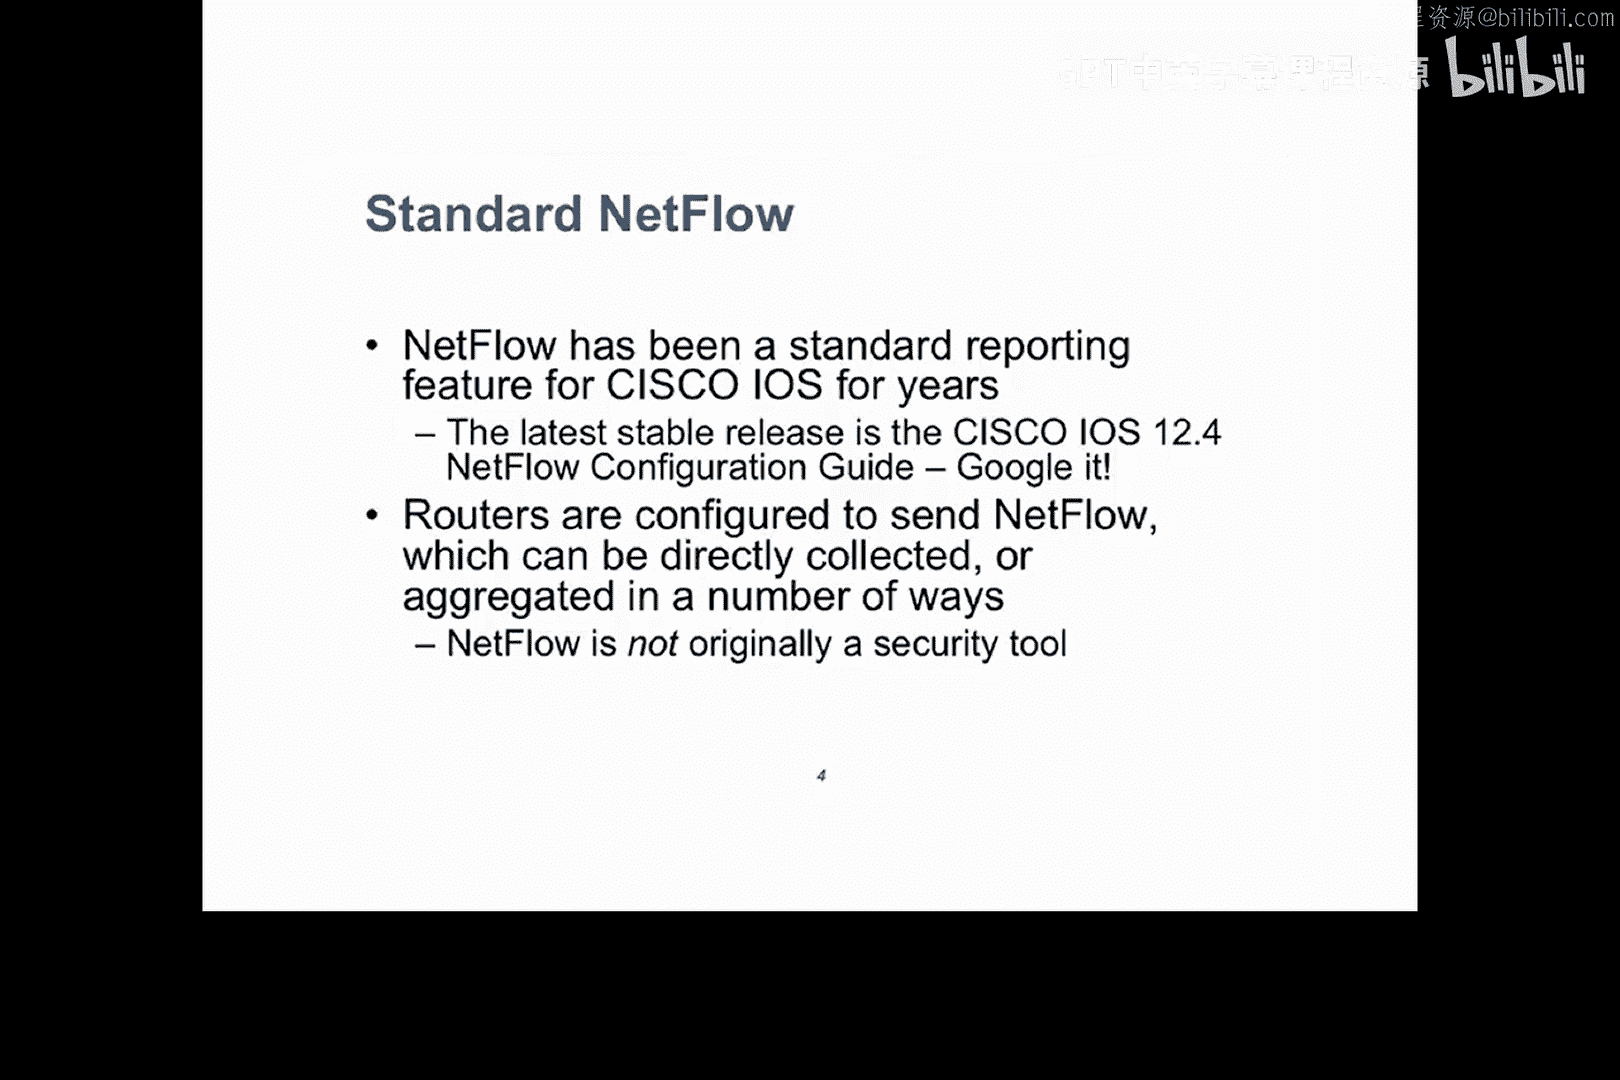 资源@bilibili.com
bilibili
Standard NetFlow
• NetFlow has been a standard reporting
feature for CISCO IOS for years
– The latest stable release is the CISCO IOS 12.4
NetFlow Configuration Guide – Google it!
• Routers are configured to send NetFlow,
which can be directly collected, or
aggregated in a number of ways
– NetFlow is not originally a security tool
4